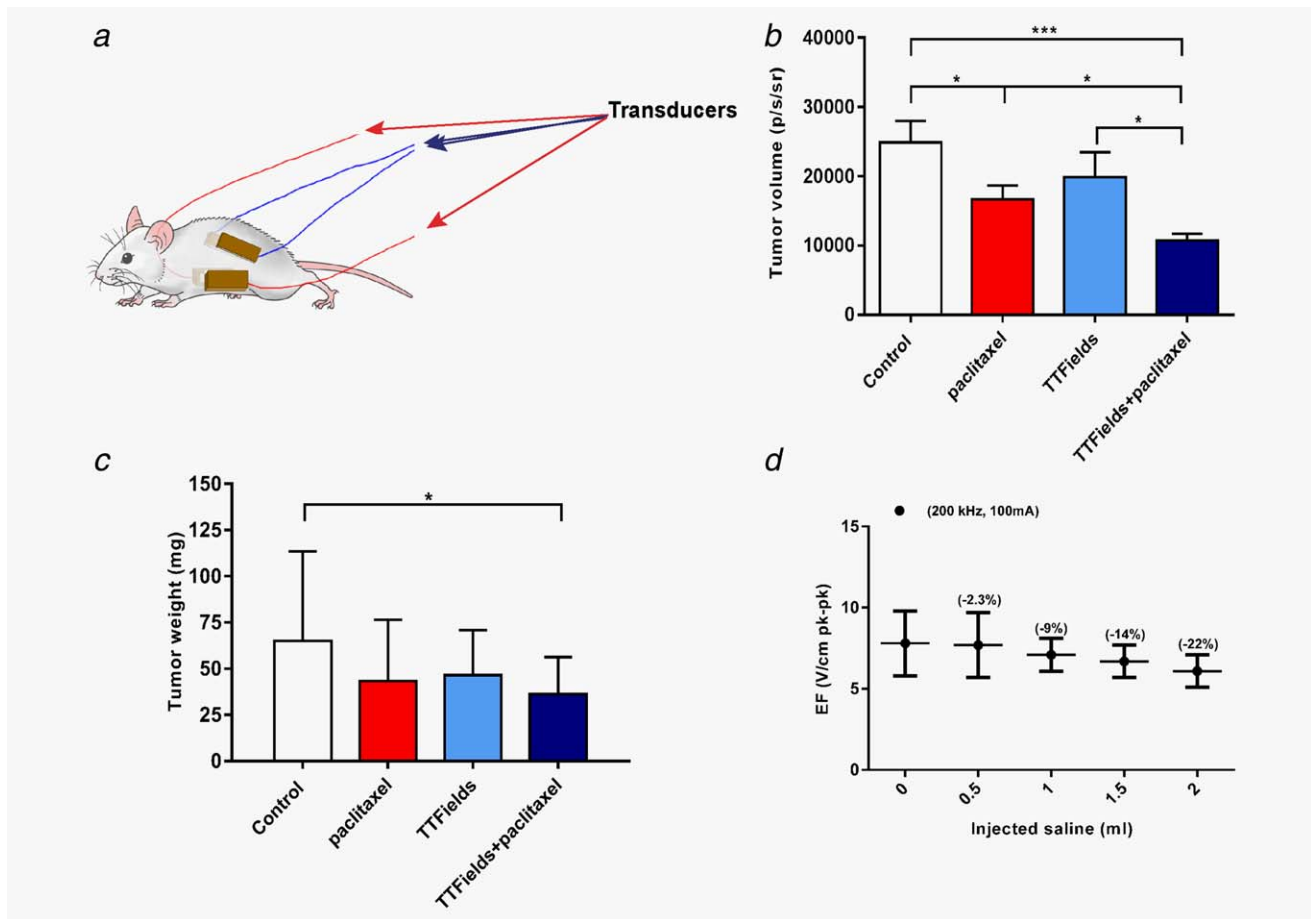 a
Transducers
b
Tumor volume (p/s/sr)
40000
30000
20000
10000
0
***
*
*
*
Control
paclitaxel
TTFields
TTFields+paclitaxel
c
Tumor weight (mg)
150
125
100
75
50
25
0
*
Control
paclitaxel
TTFields
TTFields+paclitaxel
d
(200 kHz, 100mA)
EF (V/cm pk-pk)
15
10
5
0
(-2.3%)
(-9%)
(-14%)
(-22%)
0
0.5
1
1.5
2
Injected saline (ml)